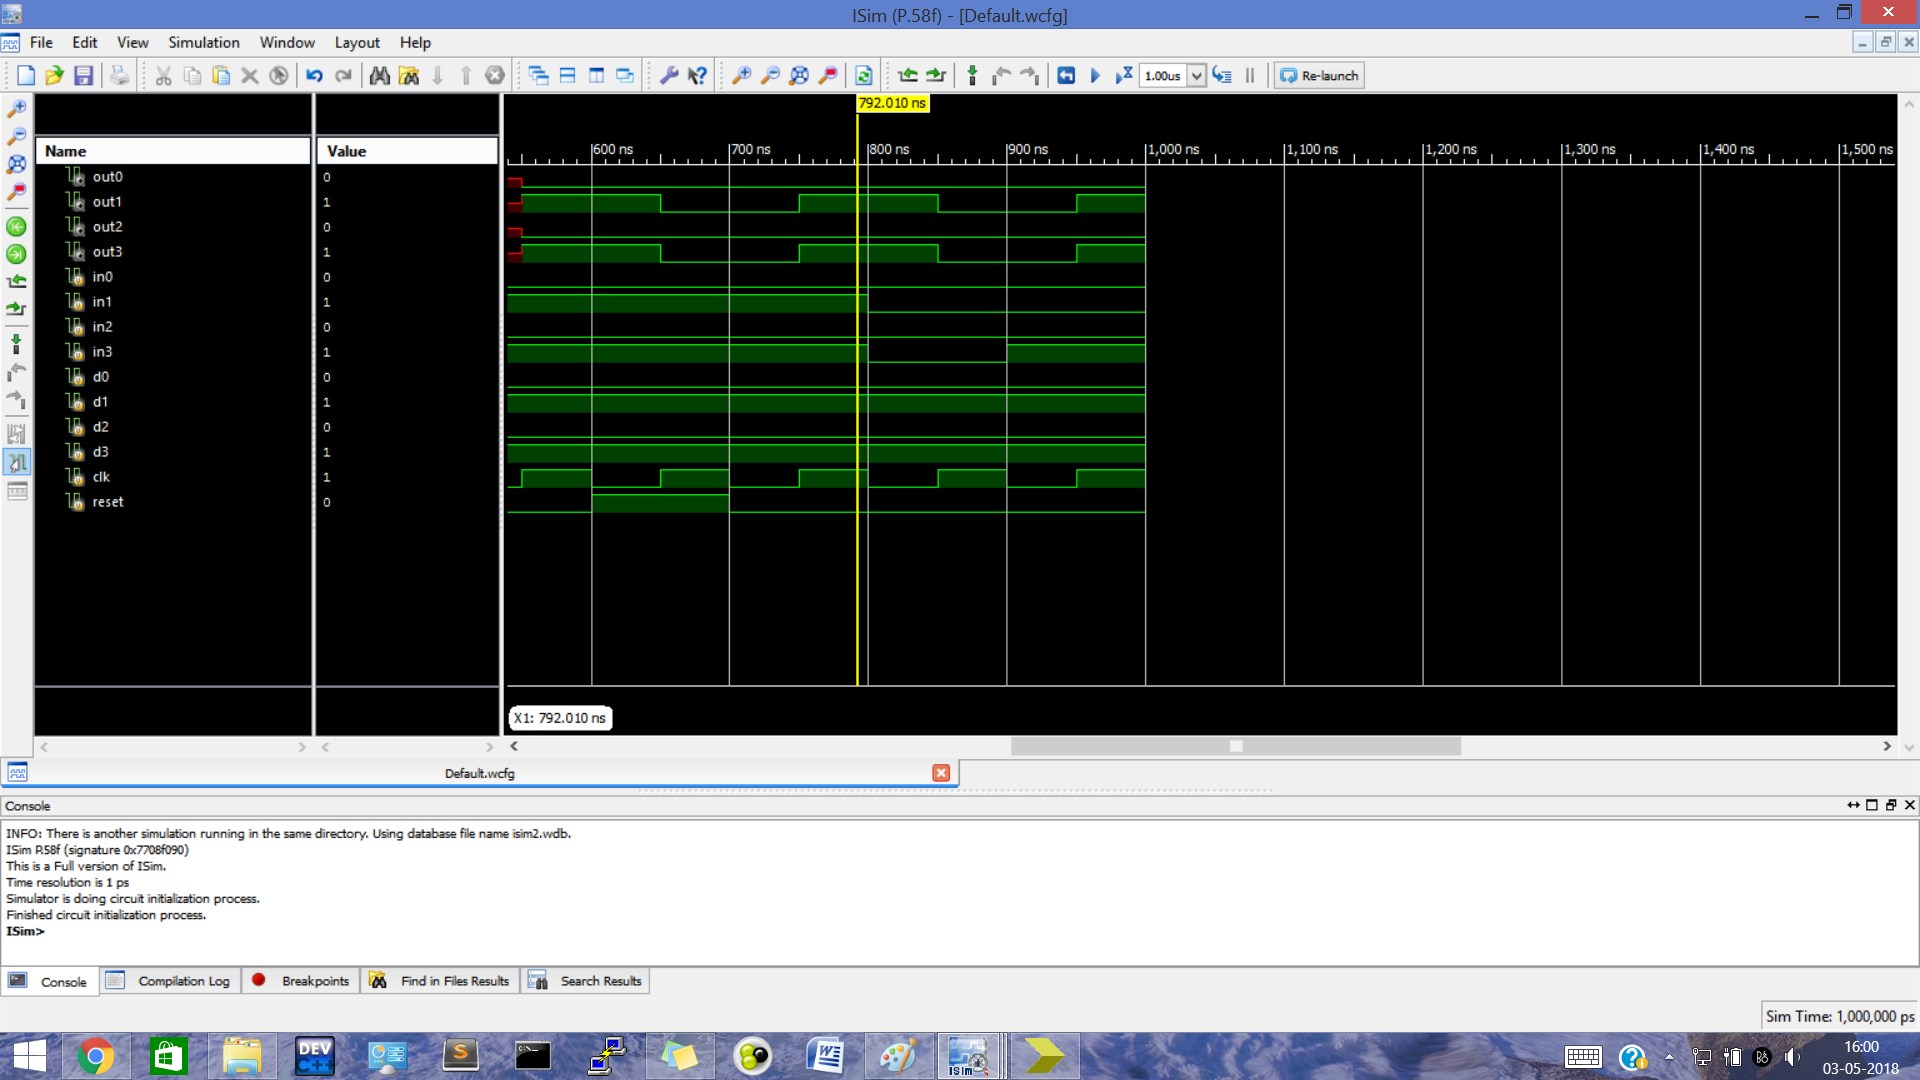 ISim (P.58f) - [Default.wcfg]
File Edit View Simulation Window Layout Help
1.00us Re-launch
792.010 ns
Name Value
600 ns 700 ns 800 ns 900 ns 1,000 ns 1,100 ns 1,200 ns 1,300 ns 1,400 ns 1,500 ns
out0 0
out1 1
out2 0
out3 1
in0 0
in1 1
in2 0
in3 1
d0 0
d1 1
d2 0
d3 1
clk 1
reset 0
X1: 792.010 ns
Default.wcfg
Console
INFO: There is another simulation running in the same directory. Using database file name isim2.wdb.
ISim P.58f (signature 0x7708f090)
This is a Full version of ISim.
Time resolution is 1 ps
Simulator is doing circuit initialization process.
Finished circuit initialization process.
ISim>
Console Compilation Log Breakpoints Find in Files Results Search Results
Sim Time: 1,000,000 ps
DEV C++ S W ISim
16:00
03-05-2018